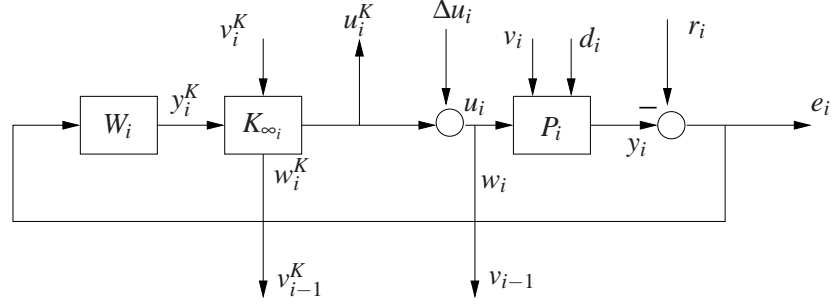 v_i^K
u_i^K
Δu_i
v_i
d_i
r_i
W_i
y_i^K
K_{∞_i}
u_i
P_i
−
y_i
e_i
w_i^K
w_i
v_{i−1}^K
v_{i−1}